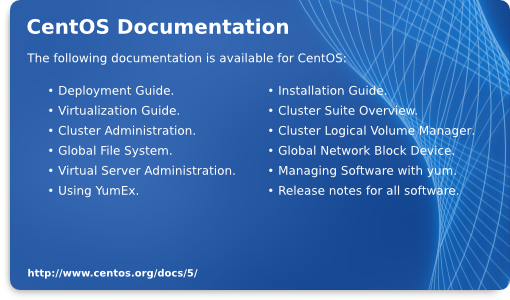 CentOS Documentation
The following documentation is available for CentOS:
• Deployment Guide.
• Virtualization Guide.
• Cluster Administration.
• Global File System.
• Virtual Server Administration.
• Using YumEx.
• Installation Guide.
• Cluster Suite Overview.
• Cluster Logical Volume Manager.
• Global Network Block Device.
• Managing Software with yum.
• Release notes for all software.
http://www.centos.org/docs/5/